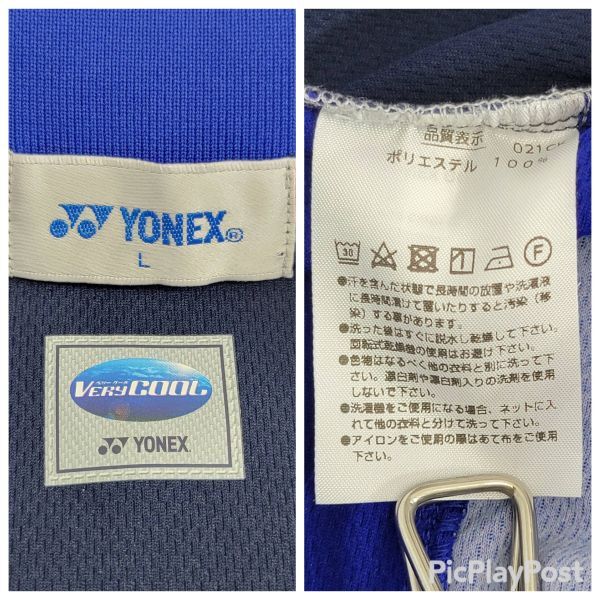 YONEX®
L
ベリークール
VERYCOOL
YONEX
品質表示
ポリエステル 100%
30
F
●汗を含んだ状態で長時間の放置や洗濯液
に長時間漬けて置いたりすると汚染(移
染)する事があります。
●洗った後はすぐに脱水し乾燥して下さい。
回転式乾燥機の使用はお避け下さい。
●色物はなるべく他の衣料と別に洗って下
さい。漂白剤や漂白剤入りの洗剤を使用
しないで下さい。
●洗濯機をご使用になる場合、ネットに入
れて他の衣料と分けて洗って下さい。
●アイロンをご使用の際はあて布をご使用
下さい。
PicPlayPost